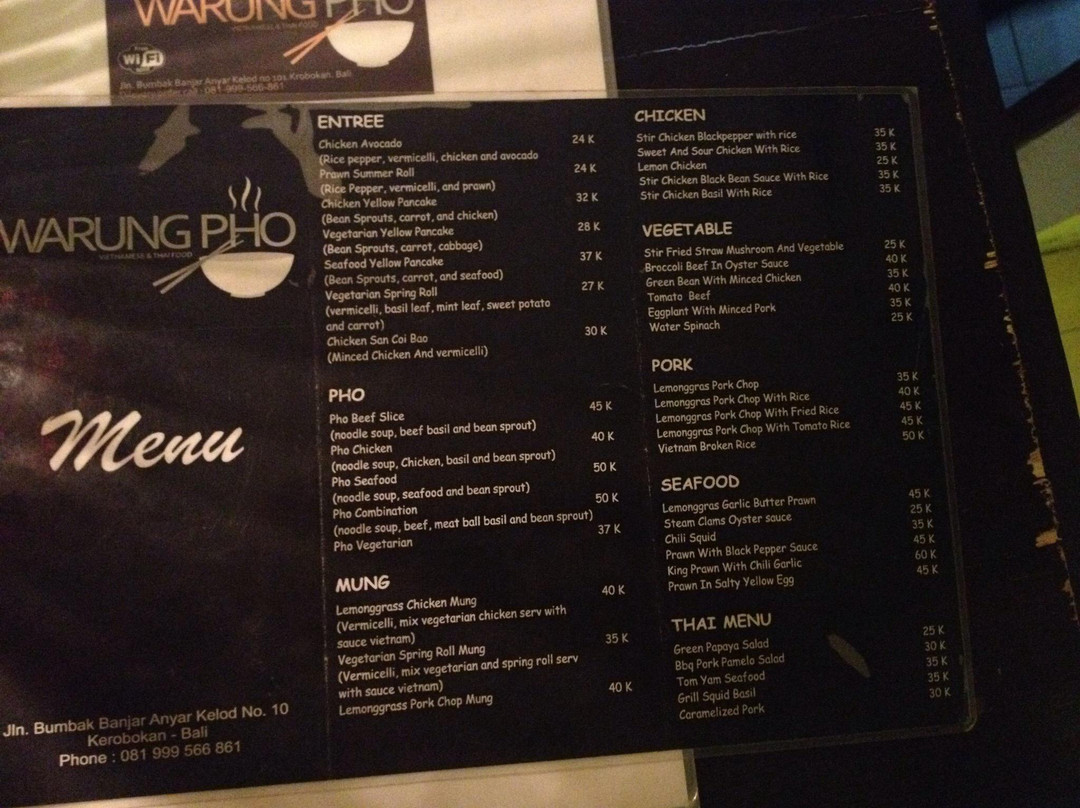 WARUNG PHO
VIETNAMESE & THAI FOOD
Free
Wi Fi
Jln. Bumbak Banjar Anyar Kelod no 101 Krobokan. Bali
081-999-566-861
WARUNG PHO
VIETNAMESE & THAI FOOD
Menu
Jln. Bumbak Banjar Anyar Kelod No. 10
Kerobokan - Bali
Phone : 081 999 566 861
ENTREE
Chicken Avocado 24 K
(Rice pepper, vermicelli, chicken and avocado
Prawn Summer Roll 24 K
(Rice Pepper, vermicelli, and prawn)
Chicken Yellow Pancake 32 K
(Bean Sprouts, carrot, and chicken)
Vegetarian Yellow Pancake 28 K
(Bean Sprouts, carrot, cabbage)
Seafood Yellow Pancake 37 K
(Bean Sprouts, carrot, and seafood)
Vegetarian Spring Roll 27 K
(vermicelli, basil leaf, mint leaf, sweet potato
and carrot)
Chicken San Coi Bao 30 K
(Minced Chicken And vermicelli)
PHO
Pho Beef Slice 45 K
(noodle soup, beef basil and bean sprout)
Pho Chicken 40 K
(noodle soup, Chicken, basil and bean sprout)
Pho Seafood 50 K
(noodle soup, seafood and bean sprout)
Pho Combination 50 K
(noodle soup, beef, meat ball basil and bean sprout)
Pho Vegetarian 37 K
MUNG
Lemonggrass Chicken Mung 40 K
(Vermicelli, mix vegetarian chicken serv with
sauce vietnam)
Vegetarian Spring Roll Mung 35 K
(Vermicelli, mix vegetarian and spring roll serv
with sauce vietnam)
Lemonggrass Pork Chop Mung 40 K
CHICKEN
Stir Chicken Blackpepper with rice 35 K
Sweet And Sour Chicken With Rice 35 K
Lemon Chicken 25 K
Stir Chicken Black Bean Sauce With Rice 35 K
Stir Chicken Basil With Rice 35 K
VEGETABLE
Stir Fried Straw Mushroom And Vegetable 25 K
Broccoli Beef In Oyster Sauce 40 K
Green Bean With Minced Chicken 35 K
Tomato Beef 40 K
Eggplant With Minced Pork 35 K
Water Spinach 25 K
PORK
Lemonggras Pork Chop 35 K
Lemonggras Pork Chop With Rice 40 K
Lemonggras Pork Chop With Fried Rice 45 K
Lemonggras Pork Chop With Tomato Rice 45 K
Vietnam Broken Rice 50 K
SEAFOOD
Lemonggras Garlic Butter Prawn 45 K
Steam Clams Oyster sauce 25 K
Chili Squid 35 K
Prawn With Black Pepper Sauce 45 K
King Prawn With Chili Garlic 60 K
Prawn In Salty Yellow Egg 45 K
THAI MENU
Green Papaya Salad 25 K
Bbq Pork Pamelo Salad 30 K
Tom Yam Seafood 35 K
Grill Squid Basil 35 K
Caramelized Pork 30 K